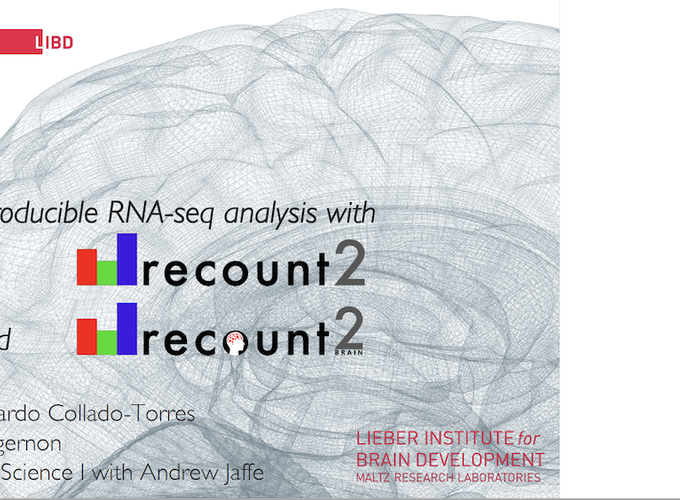 LIBD
roducible RNA-seq analysis with
recount2
d
recount2
BRAIN
ardo Collado-Torres
gernon
Science I with Andrew Jaffe
LIEBER INSTITUTE for
BRAIN DEVELOPMENT
MALTZ RESEARCH LABORATORIES